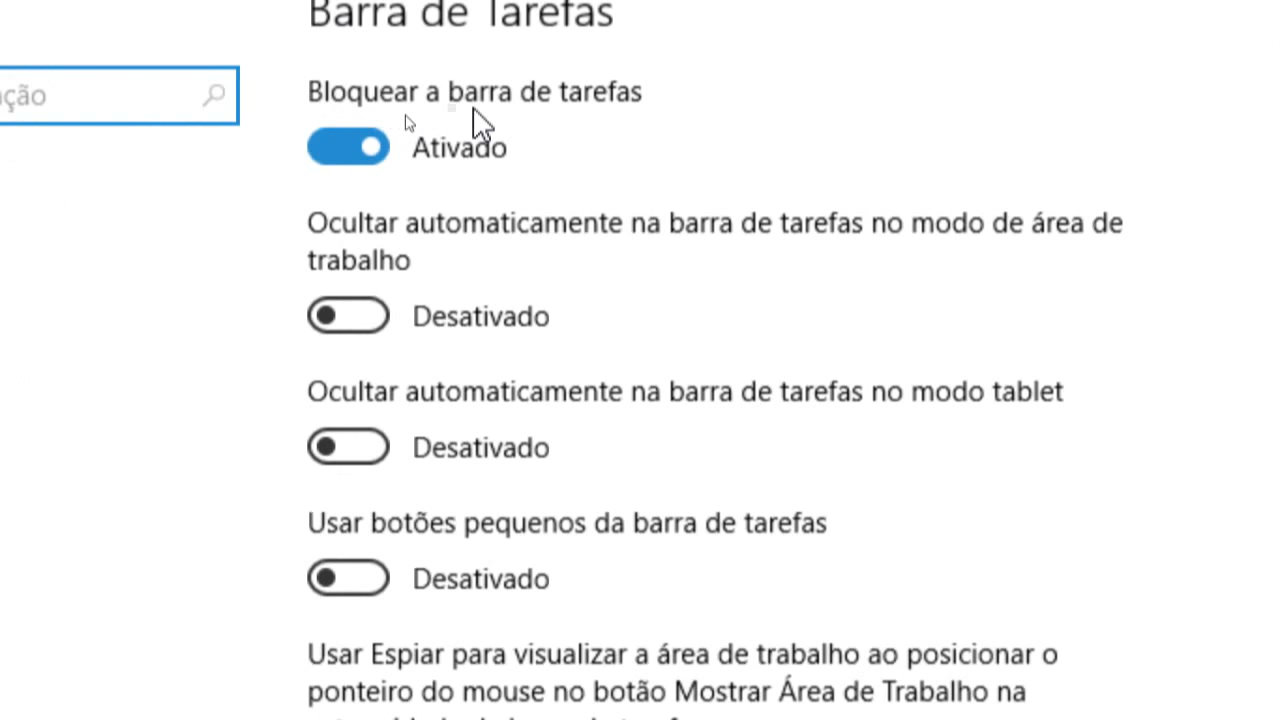 Barra de Tarefas
ação
Bloquear a barra de tarefas
Ativado
Ocultar automaticamente na barra de tarefas no modo de área de
trabalho
Desativado
Ocultar automaticamente na barra de tarefas no modo tablet
Desativado
Usar botões pequenos da barra de tarefas
Desativado
Usar Espiar para visualizar a área de trabalho ao posicionar o
ponteiro do mouse no botão Mostrar Área de Trabalho na